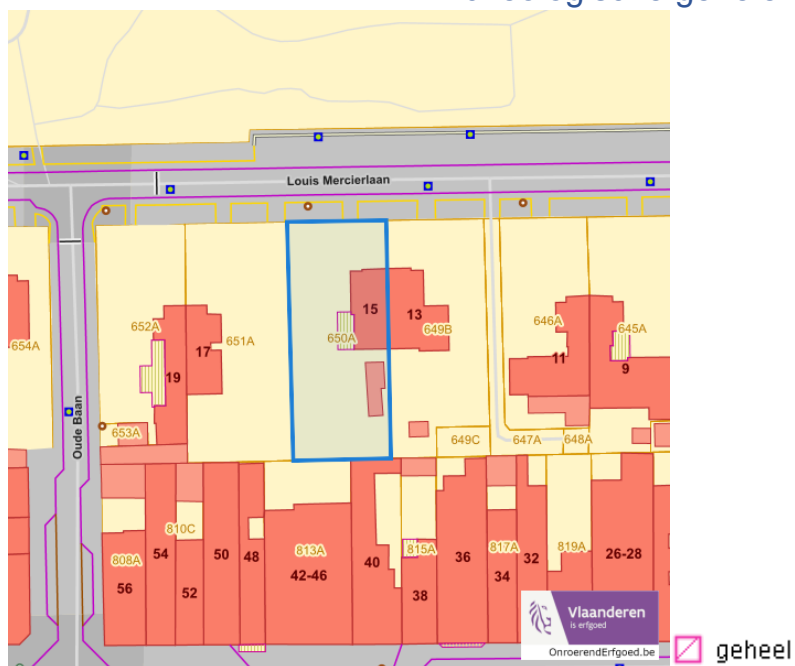 Louis Mercierlaan
Oude Baan
654A
652A
19
17
651A
650A
15
13
649B
646A
11
645A
9
653A
649C
647A
648A
808A
56
54
810C
52
50
48
813A
42-46
40
815A
38
36
817A
34
32
819A
26-28
Vlaanderen
is erfgoed
OnroerendErfgoed.be
geheel